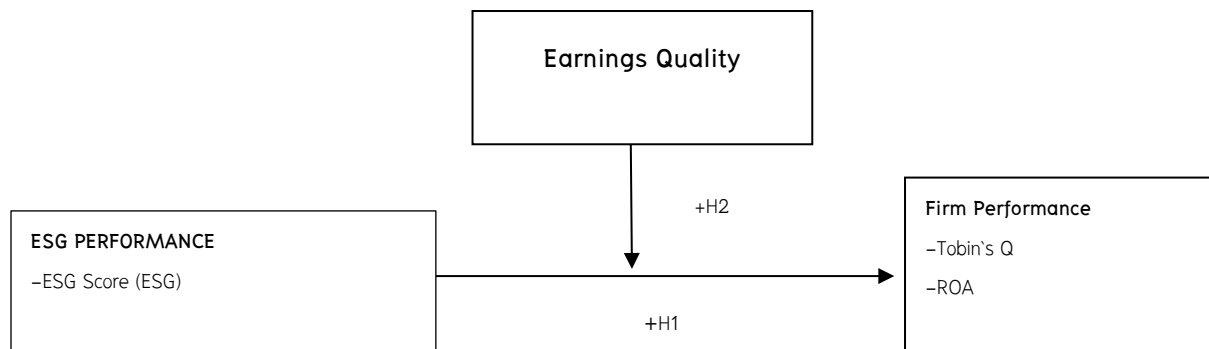 Earnings Quality
+H2
ESG PERFORMANCE
–ESG Score (ESG)
+H1
Firm Performance
–Tobin`s Q
–ROA